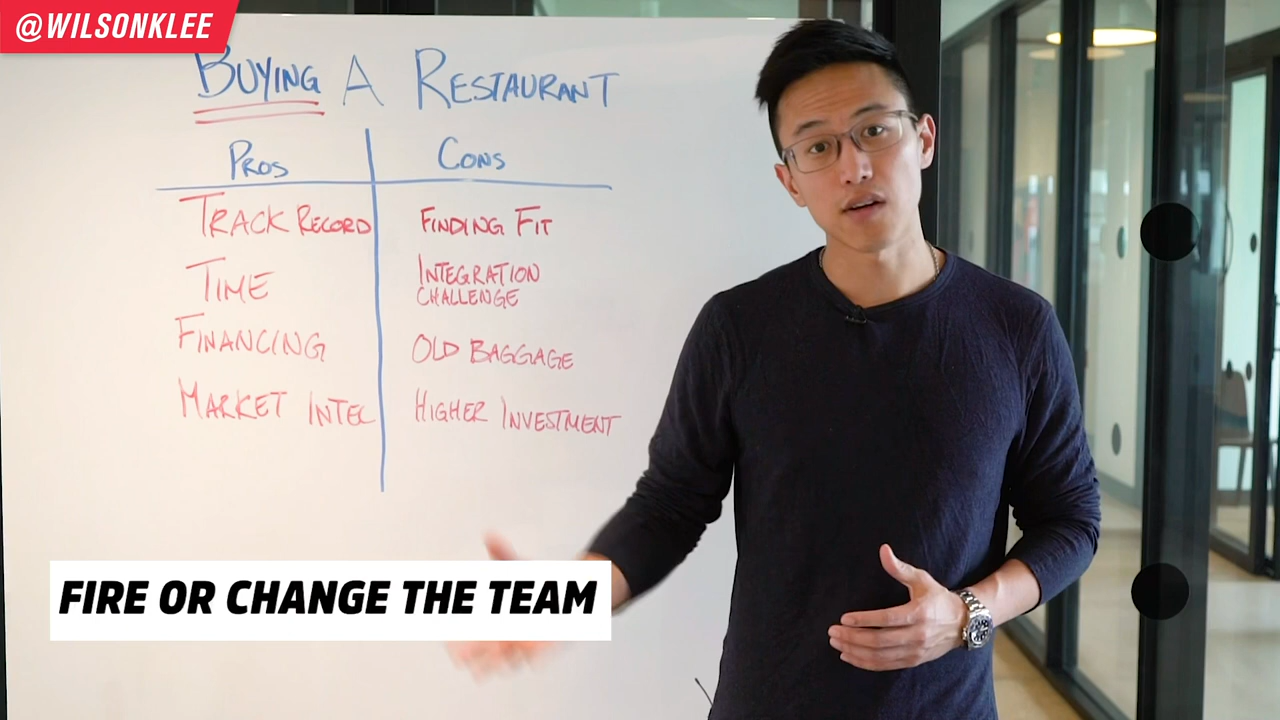 @WILSONKLEE
BUYING A RESTAURANT
PROS
CONS
TRACK RECORD
FINDING FIT
TIME
INTEGRATION
CHALLENGE
FINANCING
OLD BAGGAGE
MARKET INTEL
HIGHER INVESTMENT
FIRE OR CHANGE THE TEAM